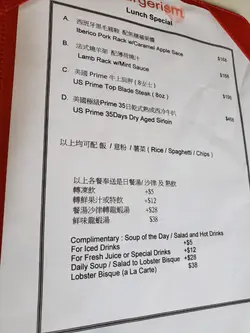 rgerism
Lunch Special
A. 西班牙黑毛豬鞍 配焦糖蘋果醬
Iberico Pork Rack w/Caramel Apple Sace $168
B. 法式燒羊鞍 配薄荷燒汁
Lamb Rack w/Mint Sauce $168
C. 美國 Prime 牛上肩胛 (8安士)
US Prime Top Blade Steak ( 8oz )
D. 美國極級Prime 35日乾式熟成西冷牛扒
US Prime 35Days Dry Aged Sirloin $468
以上均可配 飯 / 意粉 / 薯菜 ( Rice / Spaghetti / Chips )
以上各餐奉送是日餐湯/ 沙律 及 熱飲
轉凍飲 +$5
轉鮮果汁或特飲 +$12
餐湯沙律轉龍蝦湯 +$28
鮮味龍蝦湯 $38
Complimentary : Soup of the Day / Salad and Hot Drinks
For Iced Drinks +$5
For Fresh Juice or Special Drinks +$12
Daily Soup / Salad to Lobster Bisque +$28
Lobster Bisque (a La Carte) $38